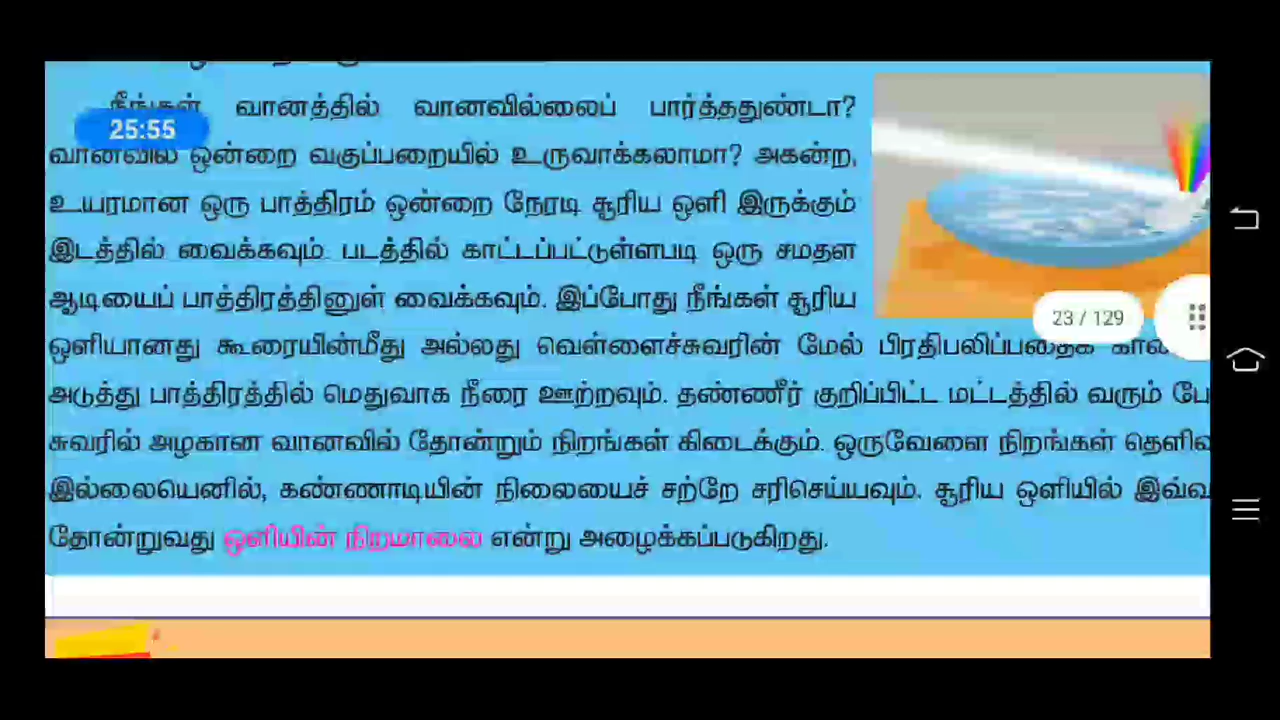 நீங்கள் வானத்தில் வானவில்லைப் பார்த்ததுண்டா?
25:55
வானவில் ஒன்றை வகுப்பறையில் உருவாக்கலாமா? அகன்ற,
உயரமான ஒரு பாத்திரம் ஒன்றை நேரடி சூரிய ஒளி இருக்கும்
இடத்தில் வைக்கவும். படத்தில் காட்டப்பட்டுள்ளபடி ஒரு சமதள
ஆடியைப் பாத்திரத்தினுள் வைக்கவும். இப்போது நீங்கள் சூரிய
23 / 129
ஒளியானது கூரையின்மீது அல்லது வெள்ளைச்சுவரின் மேல் பிரதிபலிப்பதைக்
அடுத்து பாத்திரத்தில் மெதுவாக நீரை ஊற்றவும். தண்ணீர் குறிப்பிட்ட மட்டத்தில் வரும் பே
சுவரில் அழகான வானவில் தோன்றும் நிறங்கள் கிடைக்கும். ஒருவேளை நிறங்கள் தெளிவ
இல்லையெனில், கண்ணாடியின் நிலையைச் சற்றே சரிசெய்யவும். சூரிய ஒளியில் இவ்வ
தோன்றுவது ஒளியின் நிறமாலை என்று அழைக்கப்படுகிறது.